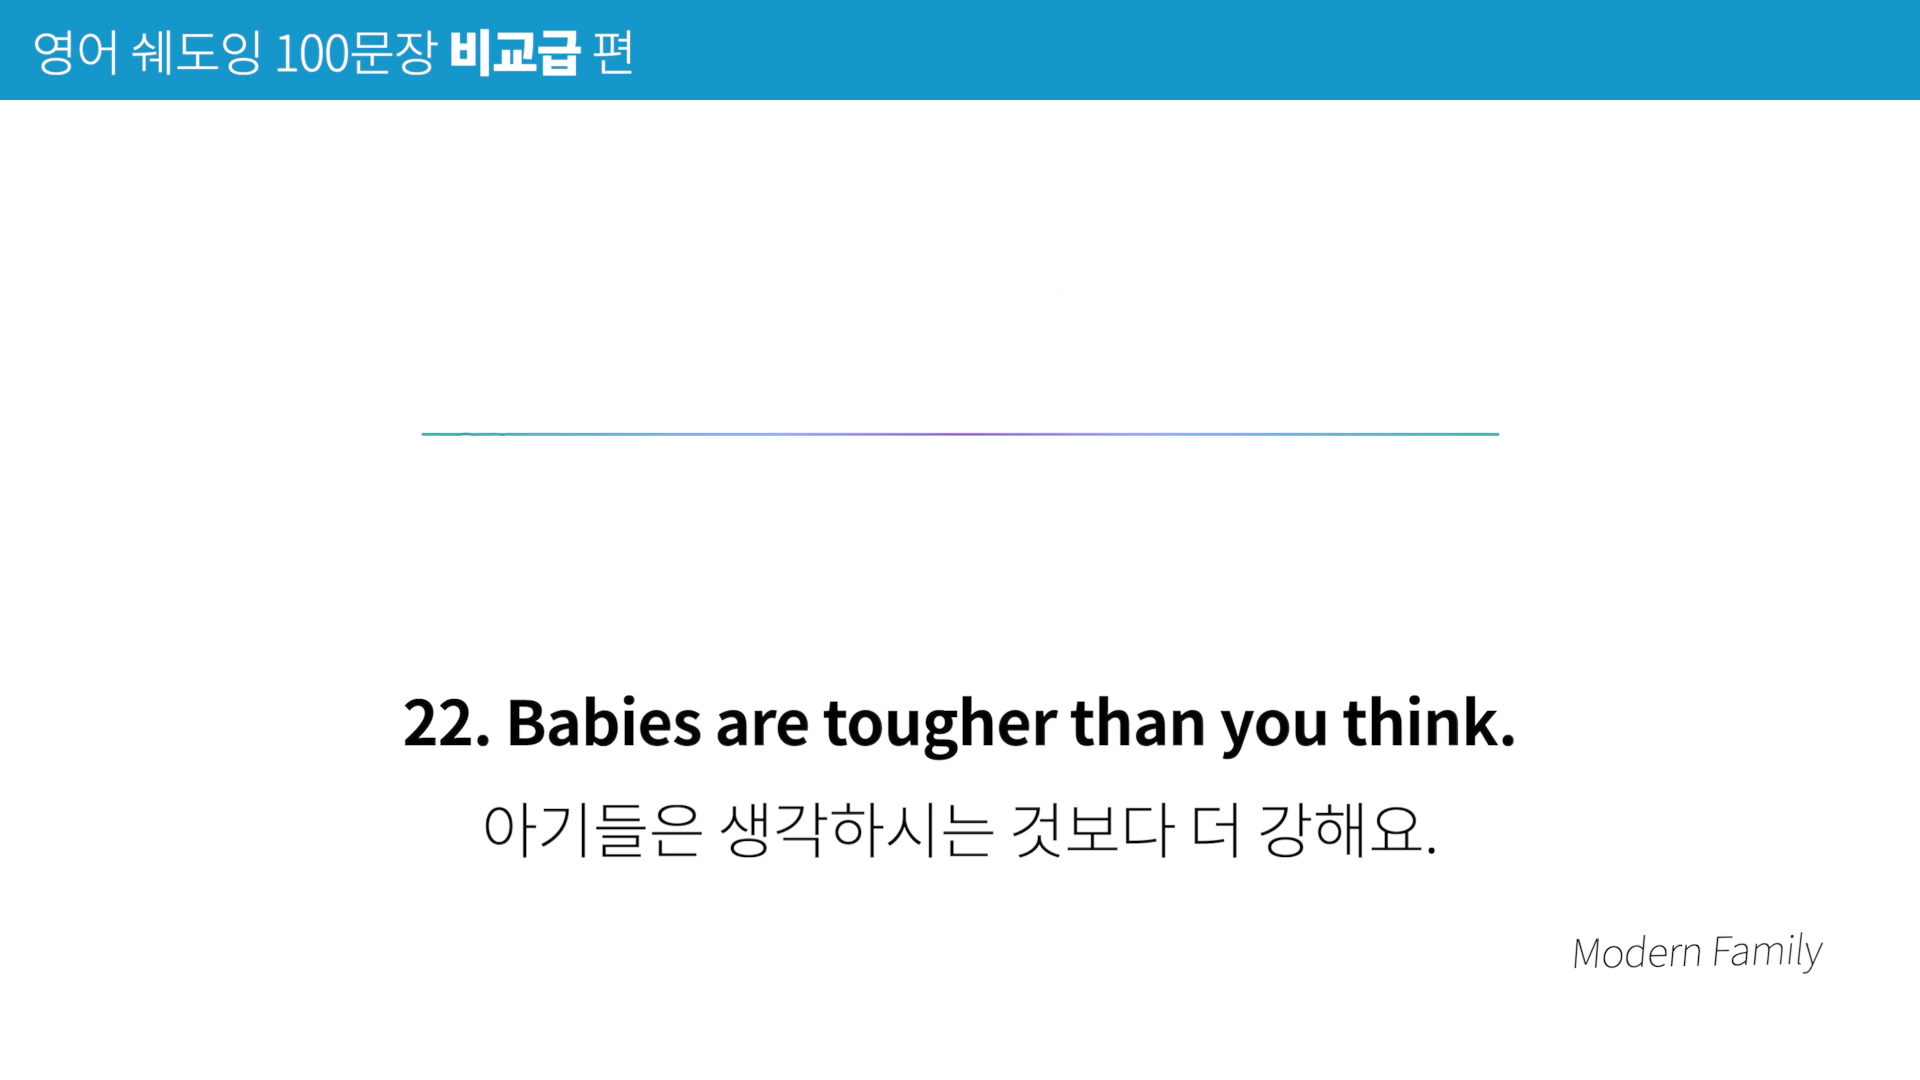 영어 쉐도잉 100문장 비교급 편
22. Babies are tougher than you think.
아기들은 생각하시는 것보다 더 강해요.
Modern Family